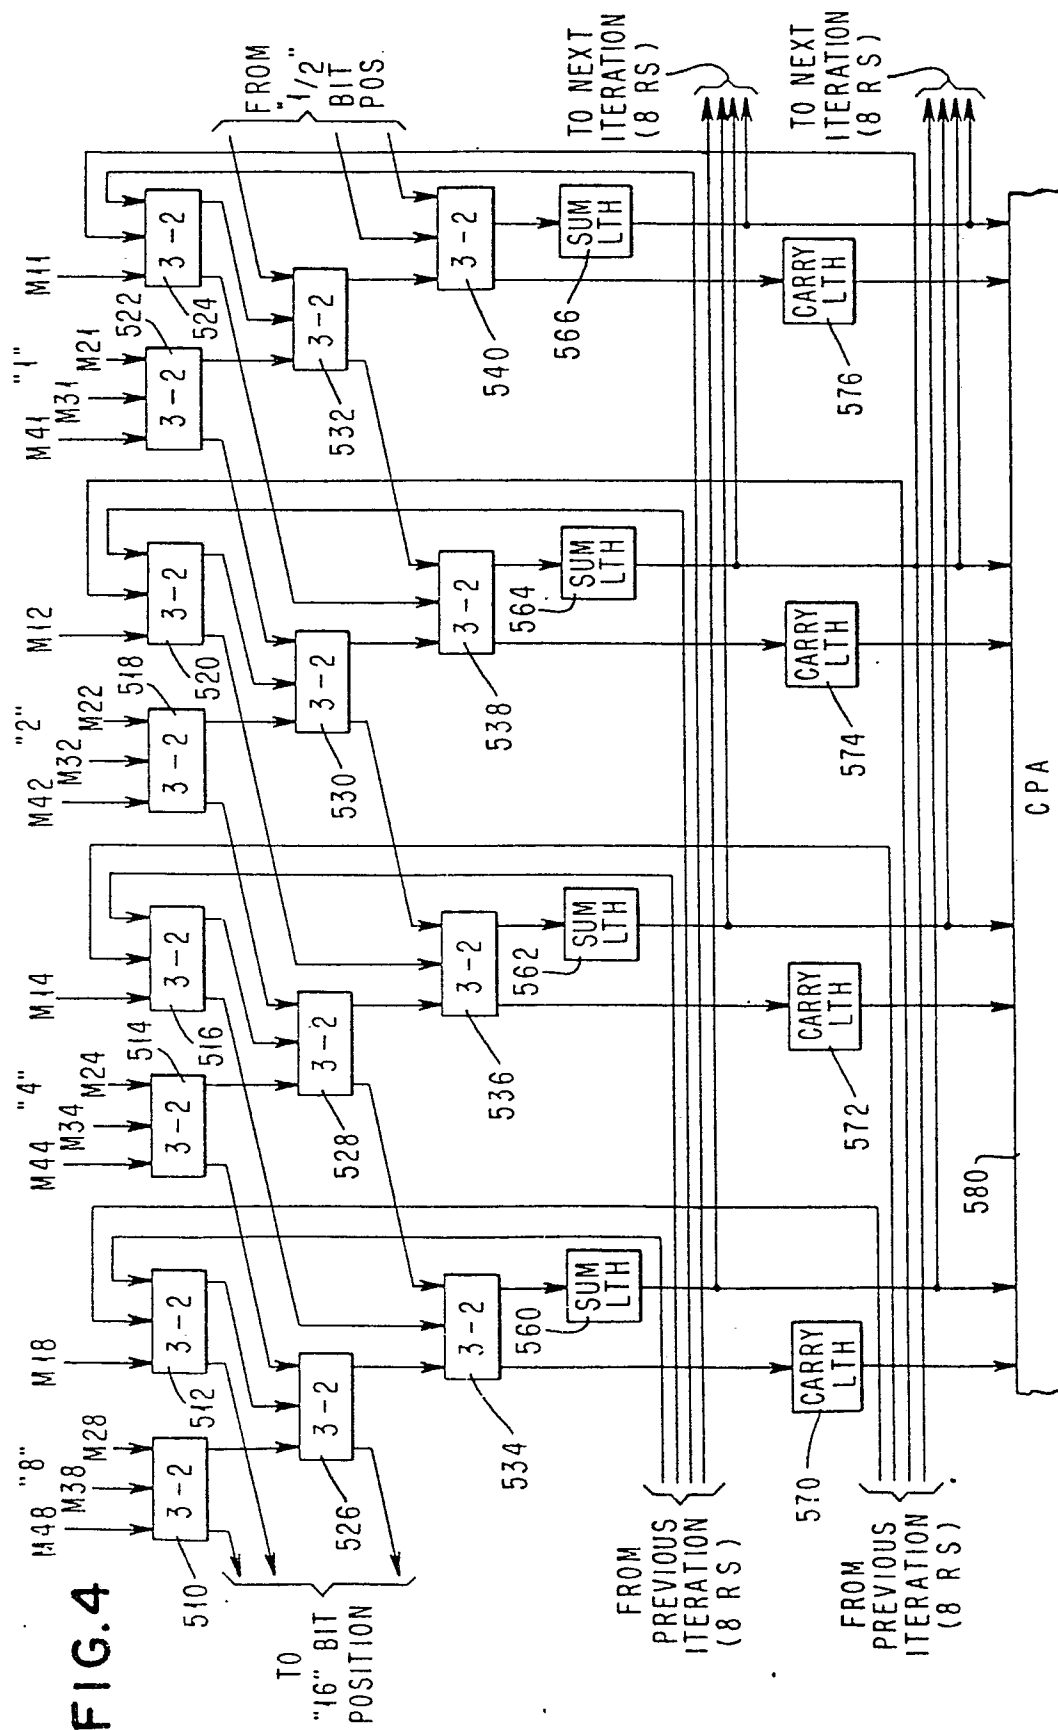 FIG.4
"8"
"4"
"2"
"1"
M48
M38
M28
M18
M44
M34
M24
M14
M42
M32
M22
M12
M41
M31
M21
M11
3-2
3-2
3-2
3-2
3-2
3-2
3-2
3-2
510
512
514
516
518
520
522
524
FROM
"1/2"
BIT
POS.
TO
"16" BIT
POSITION
3-2
3-2
3-2
3-2
526
528
530
532
3-2
3-2
3-2
3-2
534
536
538
540
SUM
LTH
SUM
LTH
SUM
LTH
SUM
LTH
560
562
564
566
FROM
PREVIOUS
ITERATION
(8 RS)
TO NEXT
ITERATION
(8 RS)
CARRY
LTH
CARRY
LTH
CARRY
LTH
CARRY
LTH
570
572
574
576
FROM
PREVIOUS
ITERATION
(8 RS)
TO NEXT
ITERATION
(8 RS)
580
CPA